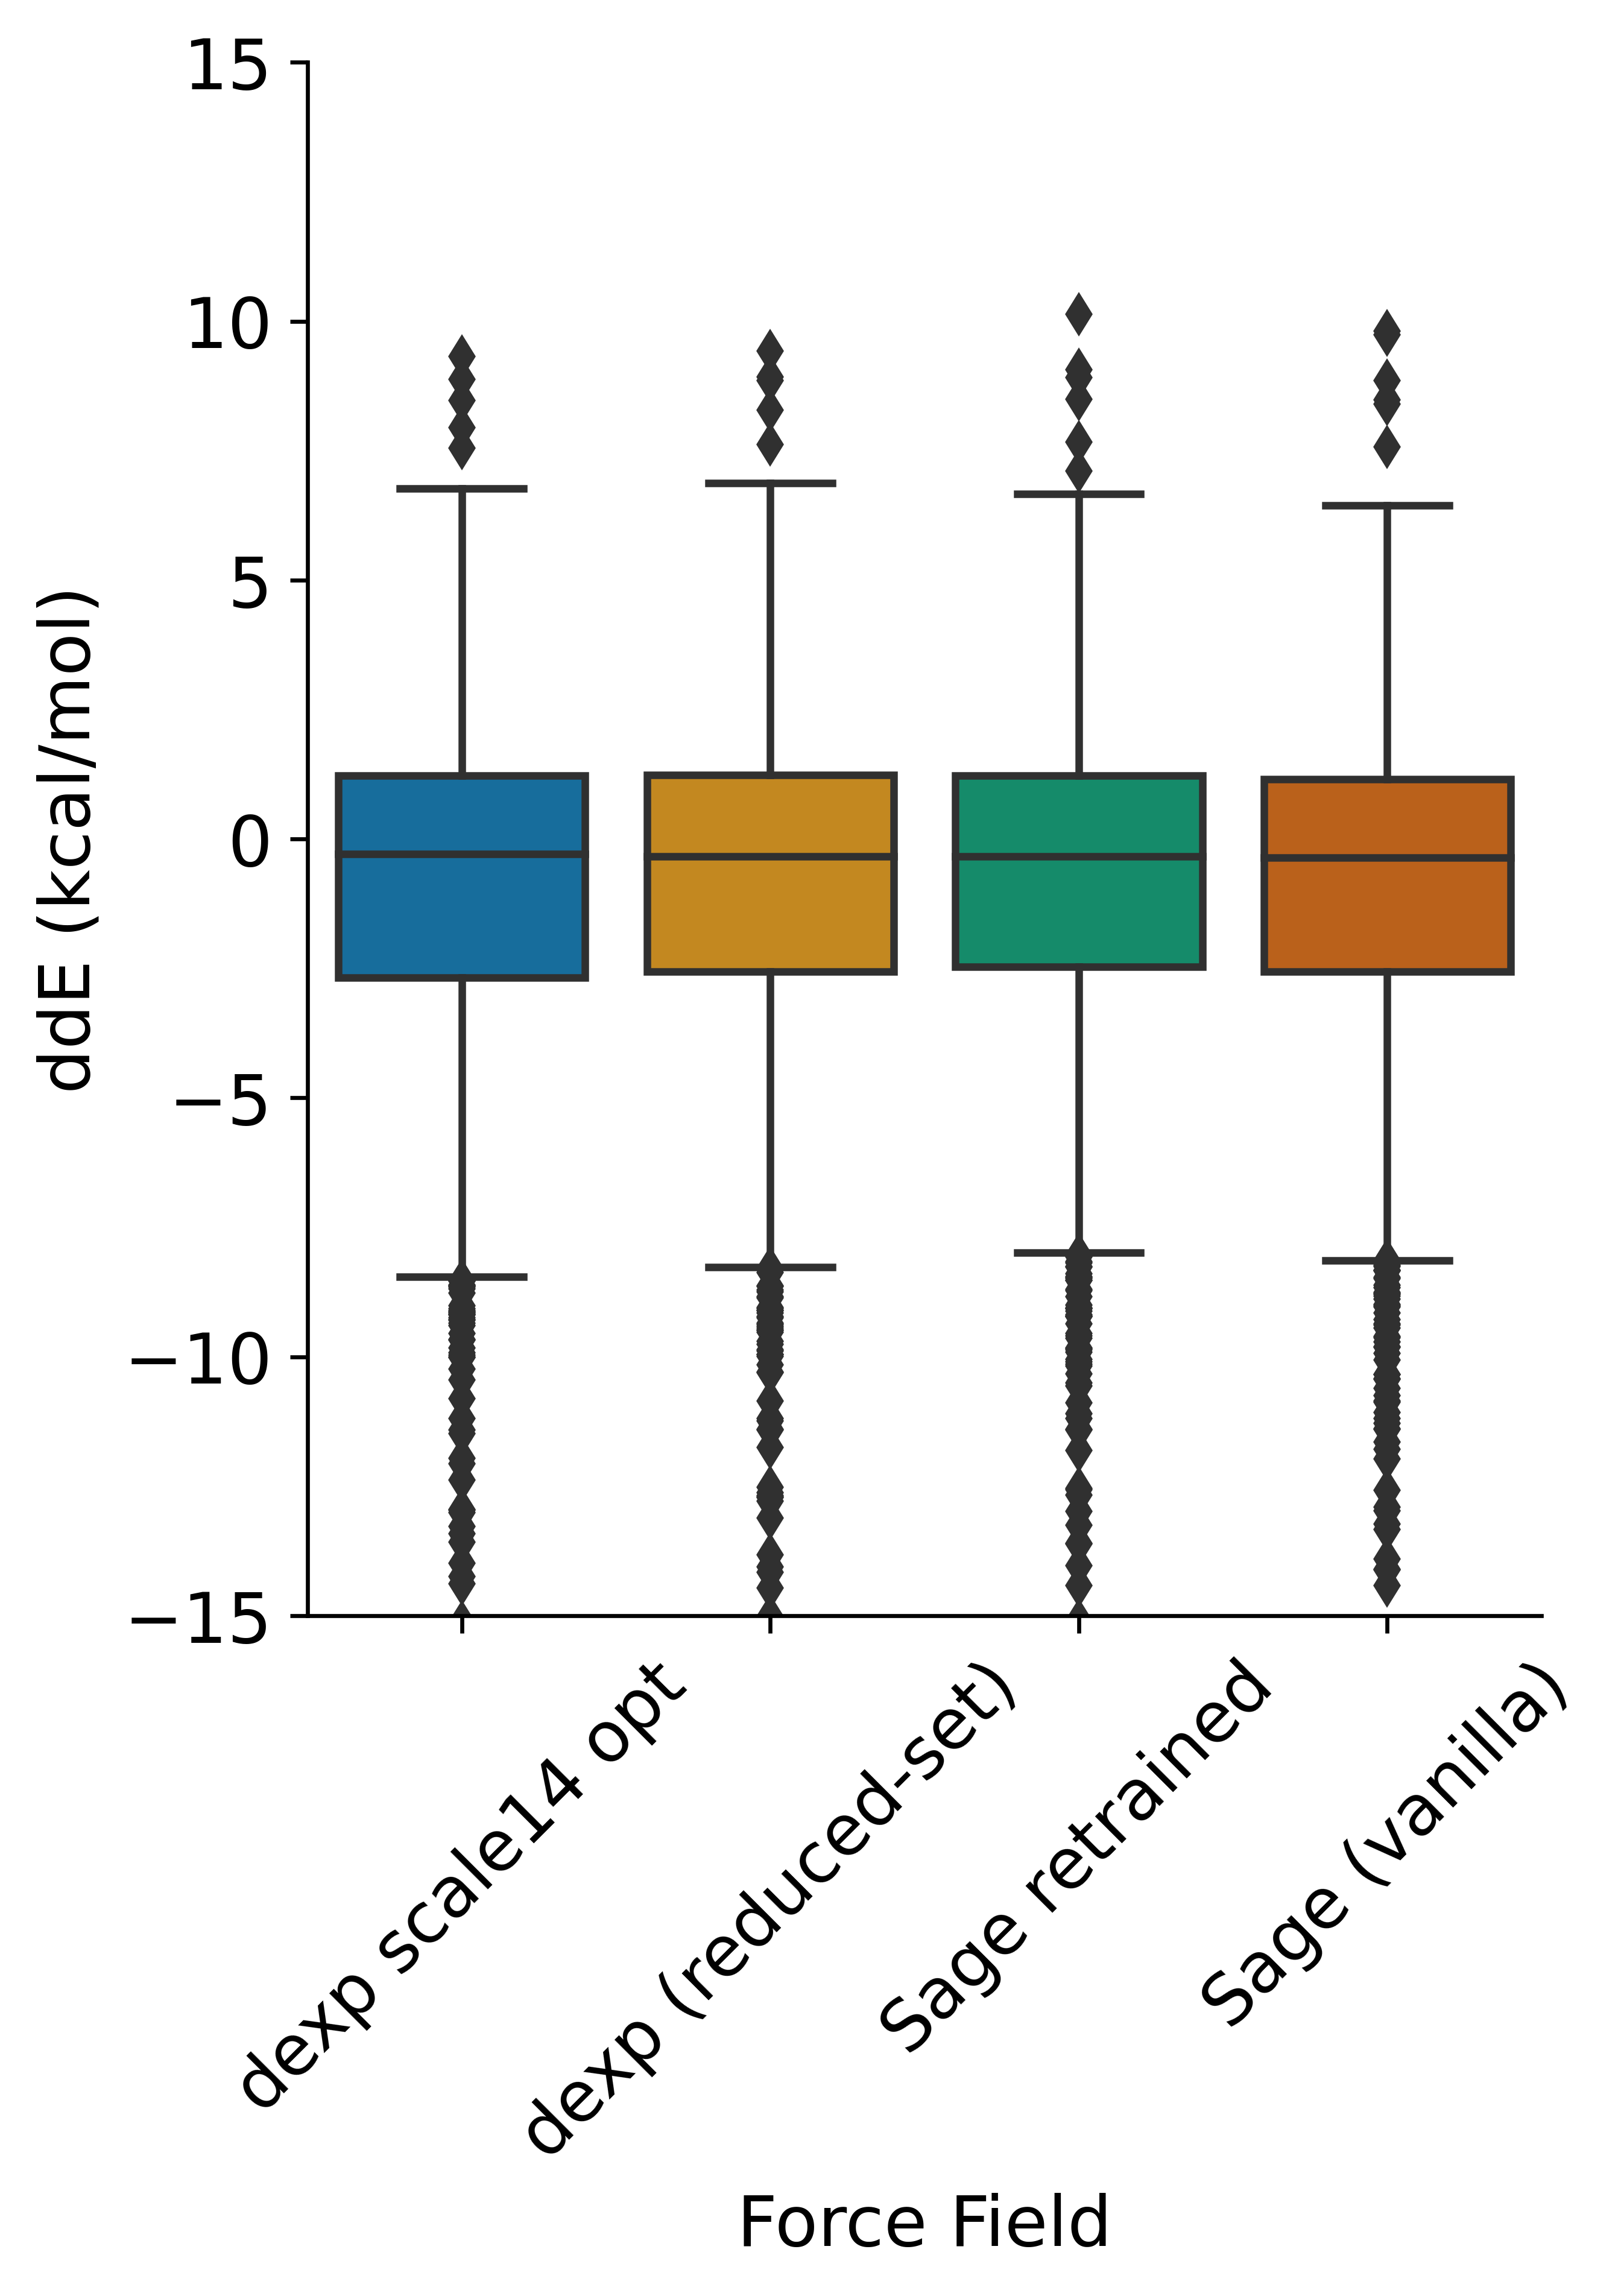 15
10
5
0
−5
−10
−15
ddE (kcal/mol)
dexp scale14 opt
dexp (reduced-set)
Sage retrained
Sage (vanilla)
Force Field